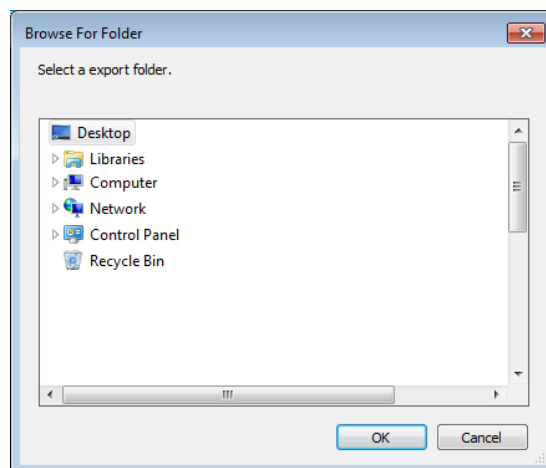 Browse For Folder
Select a export folder.
Desktop
Libraries
Computer
Network
Control Panel
Recycle Bin
OK Cancel